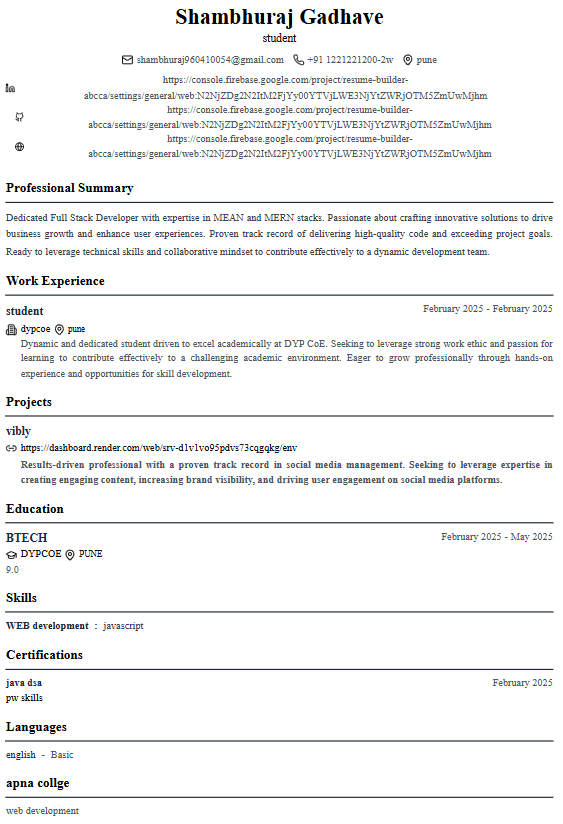 Shambhuraj Gadhave
student
shambhuraj960410054@gmail.com +91 1221221200-2w pune
https://console.firebase.google.com/project/resume-builder-
abcca/settings/general/web:N2NjZDg2N2ItM2FjYy00YTVjLWE3NjYtZWRjOTM5ZmUwMjhm
https://console.firebase.google.com/project/resume-builder-
abcca/settings/general/web:N2NjZDg2N2ItM2FjYy00YTVjLWE3NjYtZWRjOTM5ZmUwMjhm
https://console.firebase.google.com/project/resume-builder-
abcca/settings/general/web:N2NjZDg2N2ItM2FjYy00YTVjLWE3NjYtZWRjOTM5ZmUwMjhm
Professional Summary
Dedicated Full Stack Developer with expertise in MEAN and MERN stacks. Passionate about crafting innovative solutions to drive
business growth and enhance user experiences. Proven track record of delivering high-quality code and exceeding project goals.
Ready to leverage technical skills and collaborative mindset to contribute effectively to a dynamic development team.
Work Experience
student February 2025 - February 2025
dypcoe pune
Dynamic and dedicated student driven to excel academically at DYP CoE. Seeking to leverage strong work ethic and passion for
learning to contribute effectively to a challenging academic environment. Eager to grow professionally through hands-on
experience and opportunities for skill development.
Projects
vibly
https://dashboard.render.com/web/srv-d1v1vo95pdvs73cqgqkg/env
Results-driven professional with a proven track record in social media management. Seeking to leverage expertise in
creating engaging content, increasing brand visibility, and driving user engagement on social media platforms.
Education
BTECH February 2025 - May 2025
DYPCOE PUNE
9.0
Skills
WEB development : javascript
Certifications
java dsa February 2025
pw skills
Languages
english - Basic
apna collge
web development